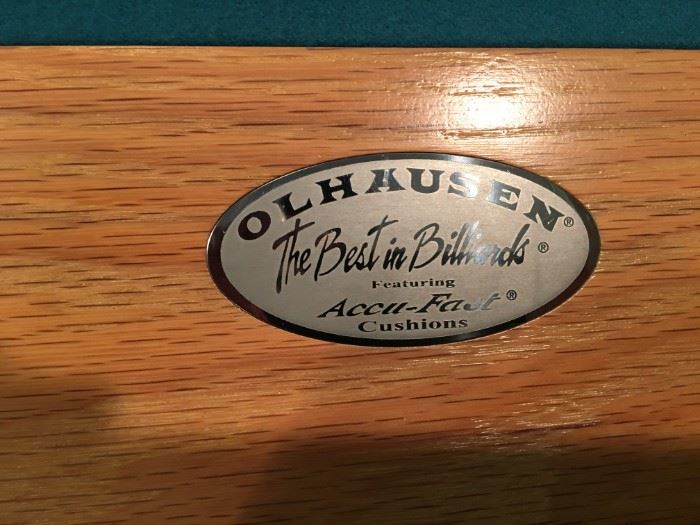 OLHAUSEN®
The Best in Billiards ®
Featuring
Accu-Fast ®
Cushions